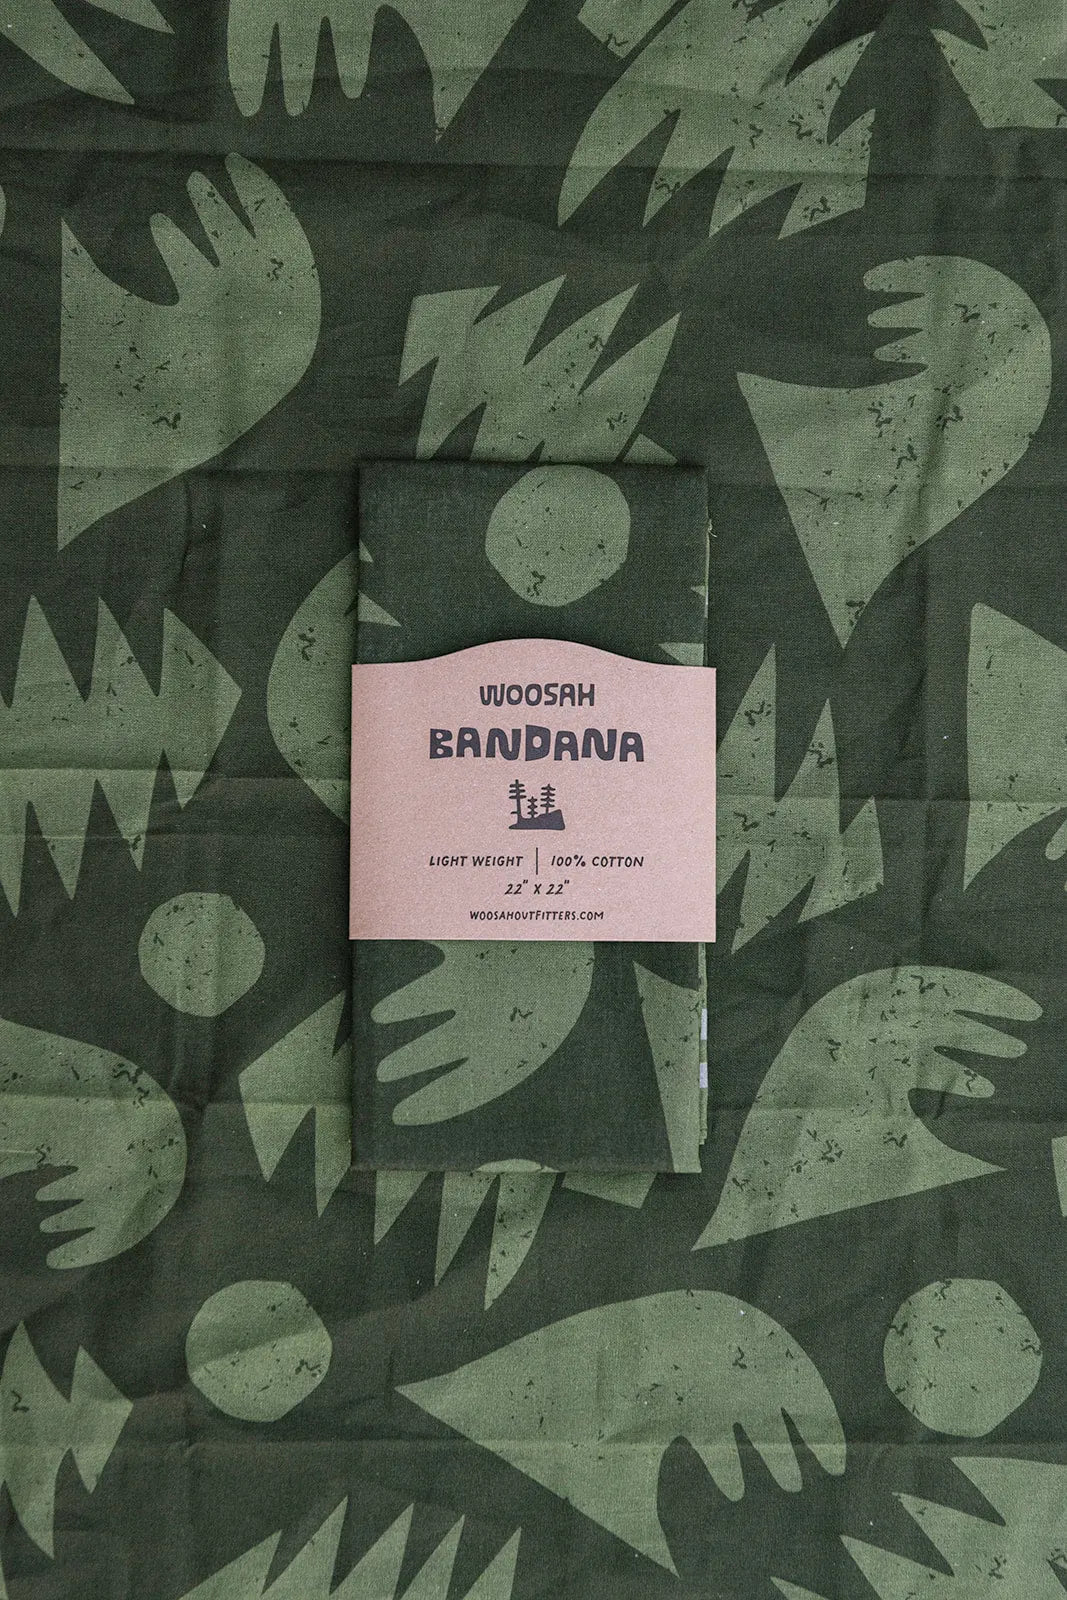 WOOSAH
BANDANA
LIGHT WEIGHT | 100% COTTON
22" X 22"
WOOSAHOUTFITTERS.COM